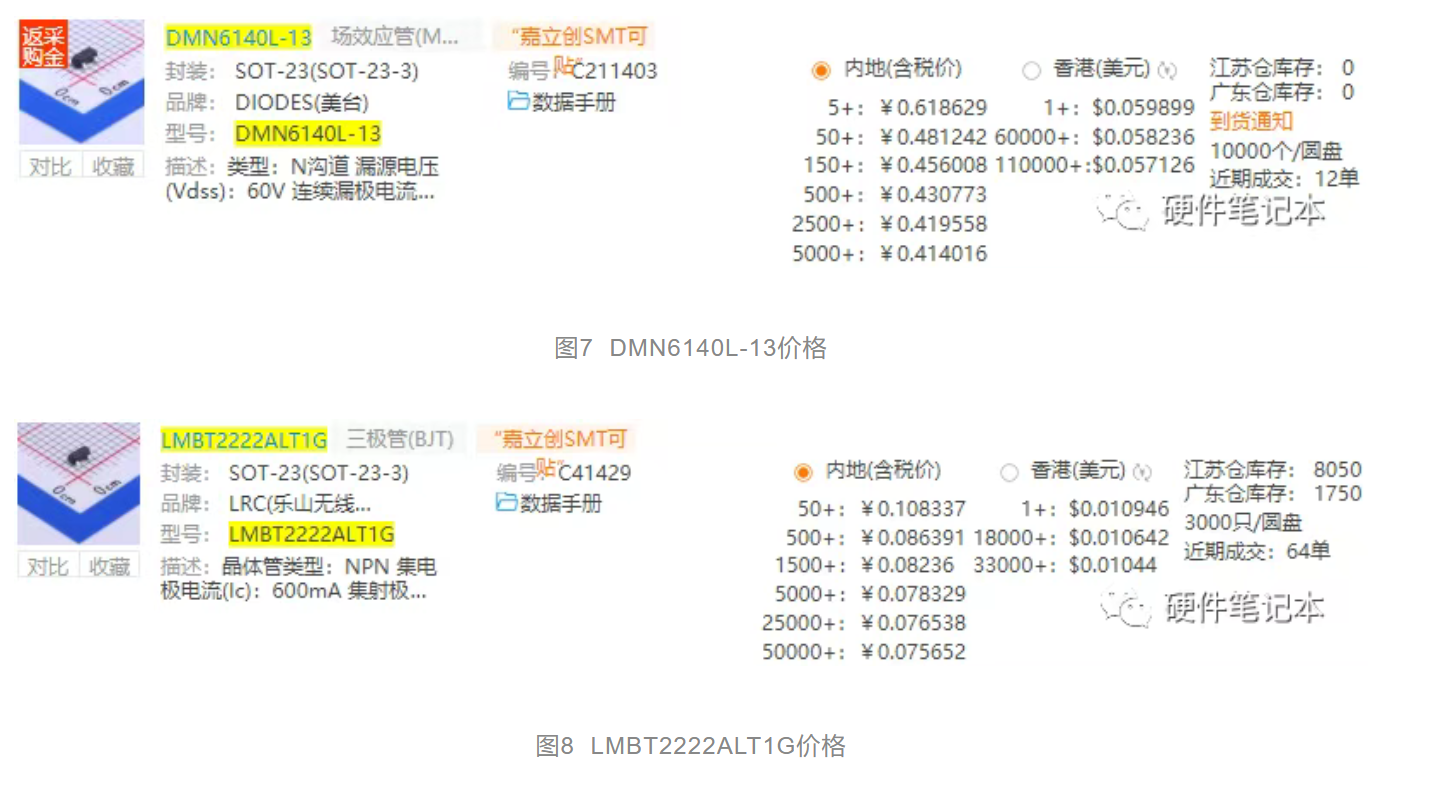 返采
购金
DMN6140L-13 场效应管(M... “嘉立创SMT可贴”
封装： SOT-23(SOT-23-3) 编号 C211403
品牌： DIODES(美台) 数据手册
型号： DMN6140L-13
对比 收藏
描述：类型：N沟道 漏源电压
(Vdss)：60V 连续漏极电流...
内地(含税价) 香港(美元)
5+: ￥0.618629 1+: $0.059899
50+: ￥0.481242 60000+: $0.058236
150+: ￥0.456008 110000+:$0.057126
500+: ￥0.430773
2500+: ￥0.419558
5000+: ￥0.414016
江苏仓库存： 0
广东仓库存： 0
到货通知
10000个/圆盘
近期成交：12单
硬件笔记本
0cm 0cm
图7 DMN6140L-13价格
LMBT2222ALT1G 三极管(BJT) “嘉立创SMT可贴”
封装： SOT-23(SOT-23-3) 编号 C41429
品牌： LRC(乐山无线... 数据手册
型号： LMBT2222ALT1G
对比 收藏
描述：晶体管类型：NPN 集电
极电流(Ic)：600mA 集射极...
内地(含税价) 香港(美元)
50+: ￥0.108337 1+: $0.010946
500+: ￥0.086391 18000+: $0.010642
1500+: ￥0.08236 33000+: $0.01044
5000+: ￥0.078329
25000+: ￥0.076538
50000+: ￥0.075652
江苏仓库存： 8050
广东仓库存： 1750
3000只/圆盘
近期成交：64单
硬件笔记本
0cm 0cm
图8 LMBT2222ALT1G价格